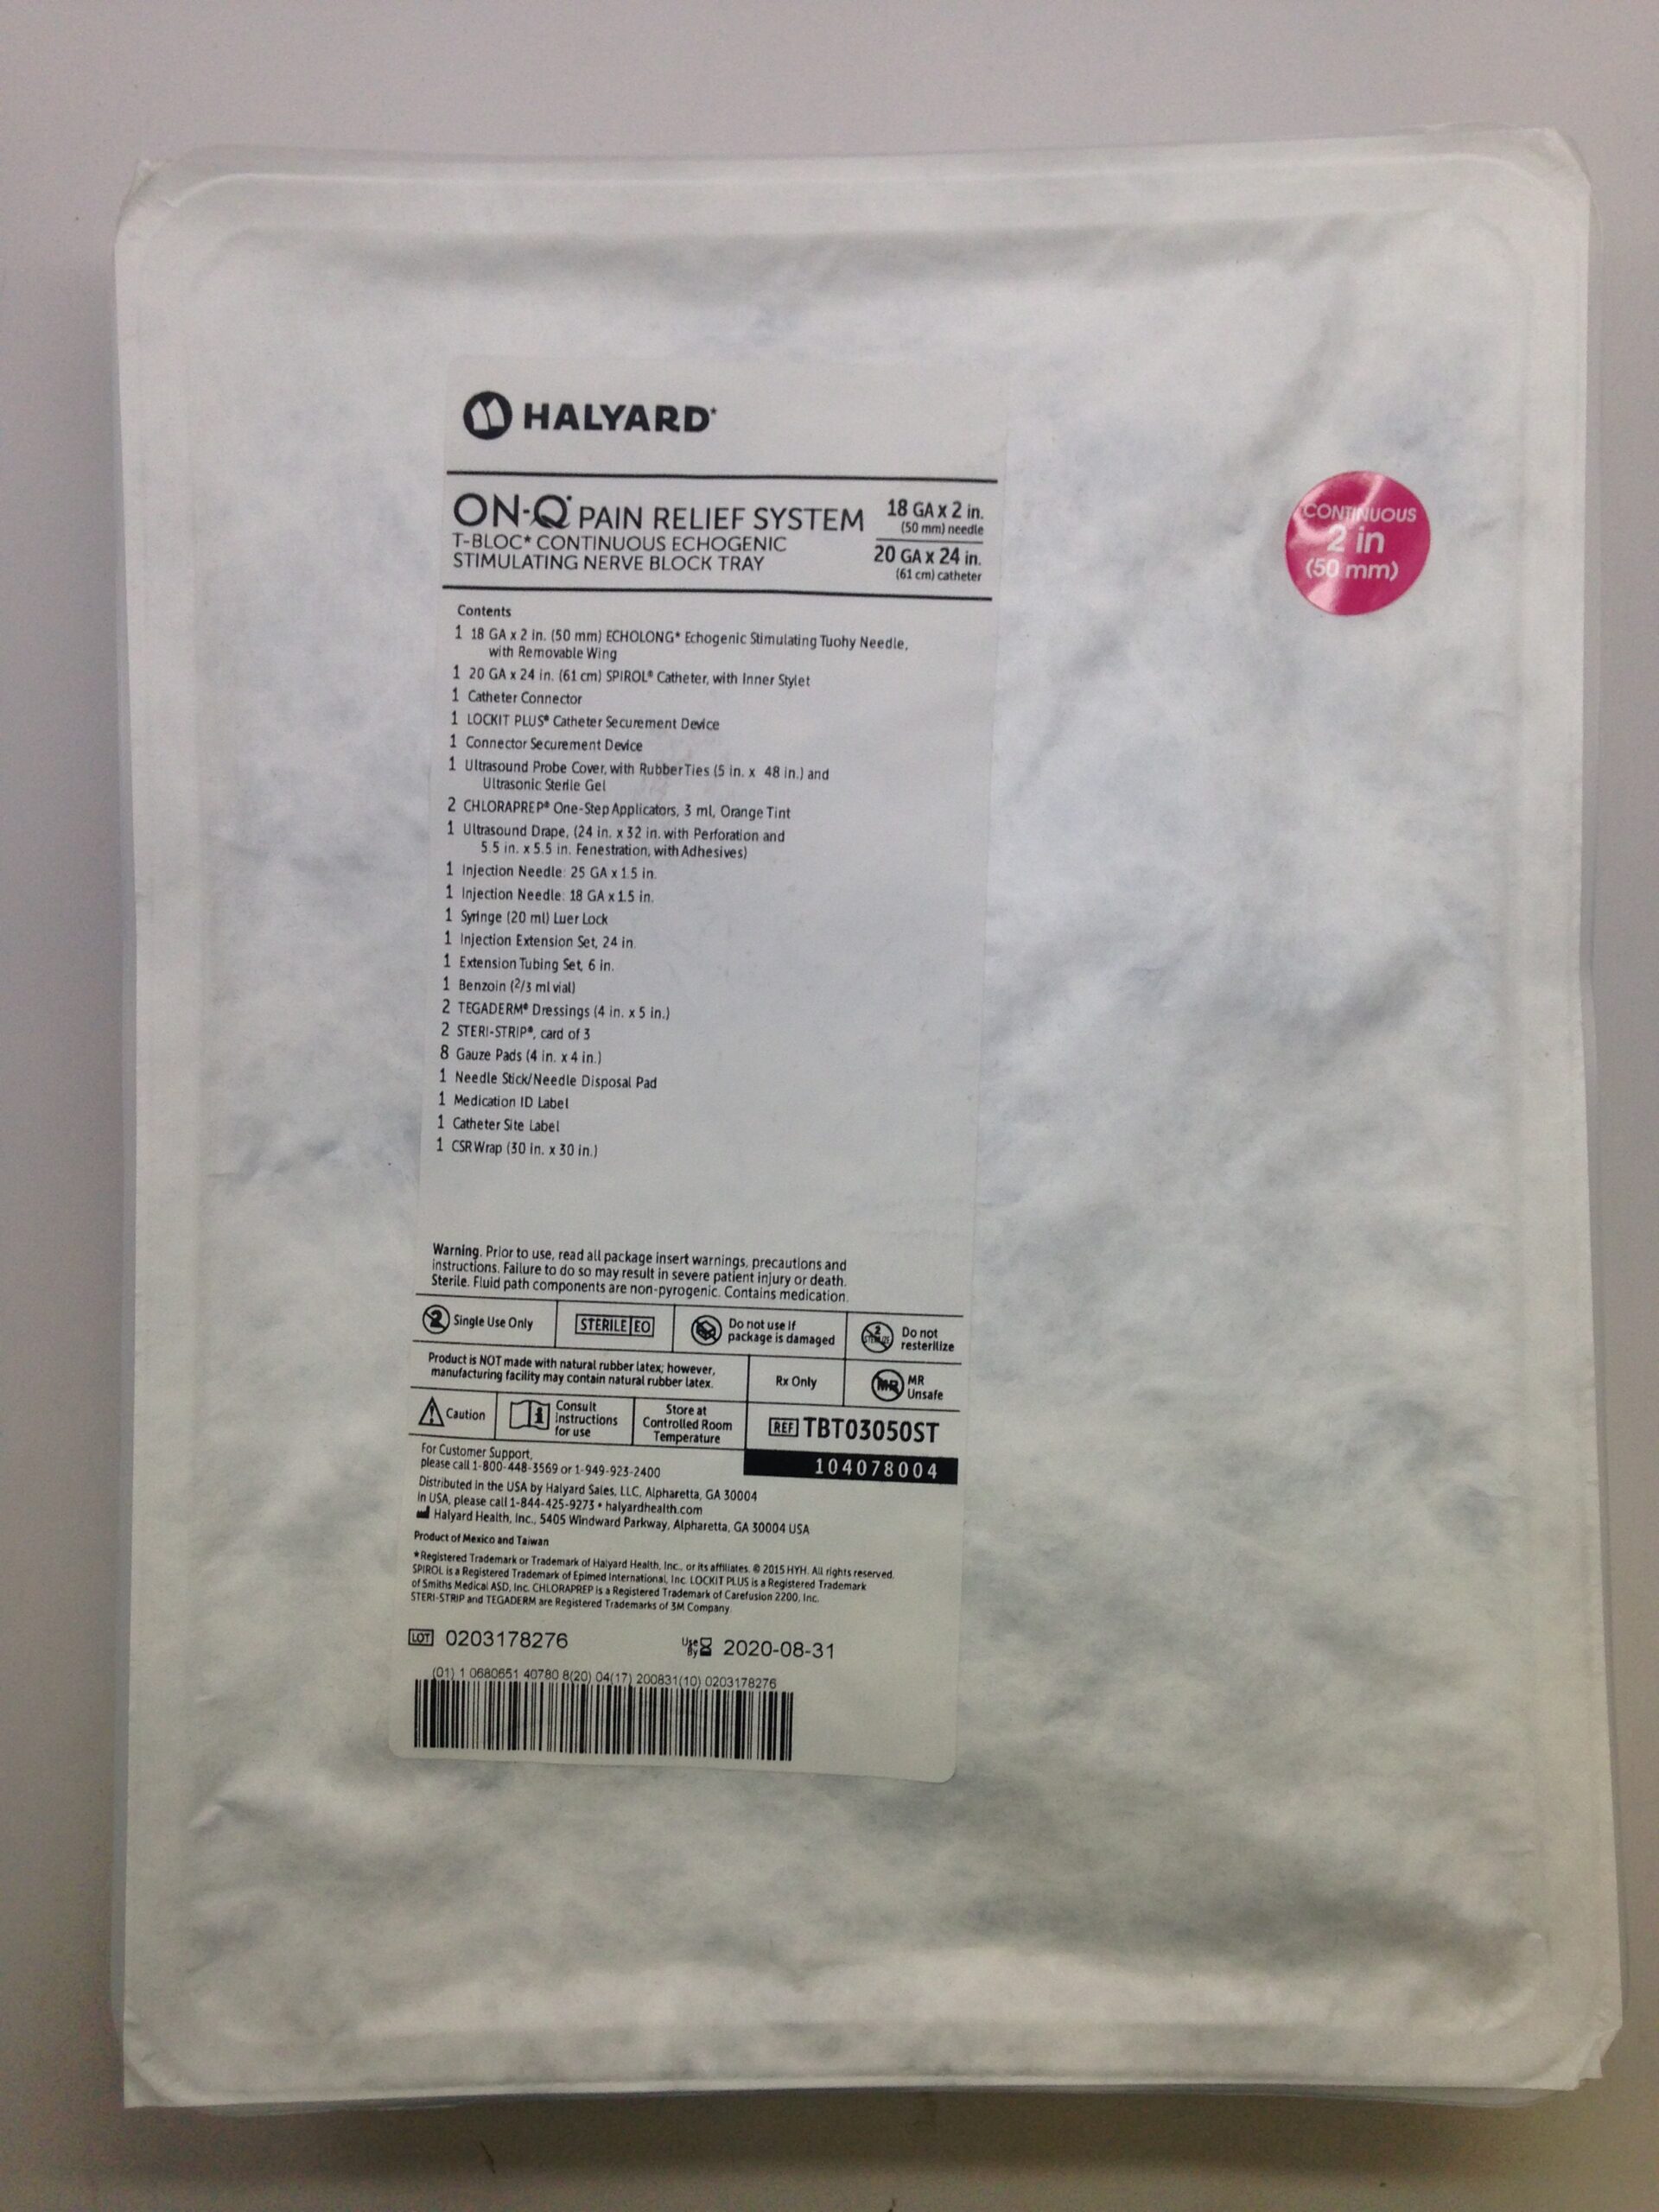 HALYARD*
ON-Q* PAIN RELIEF SYSTEM
T-BLOC* CONTINUOUS ECHOGENIC
STIMULATING NERVE BLOCK TRAY
18 GA x 2 in.
(50 mm) needle
20 GA x 24 in.
(61 cm) catheter
CONTINUOUS
2 in
(50 mm)
Contents
1 18 GA x 2 in. (50 mm) ECHOLONG* Echogenic Stimulating Tuohy Needle,
with Removable Wing
1 20 GA x 24 in. (61 cm) SPIROL® Catheter, with Inner Stylet
1 Catheter Connector
1 LOCKIT PLUS® Catheter Securement Device
1 Connector Securement Device
1 Ultrasound Probe Cover, with Rubber Ties (5 in. x 48 in.) and
Ultrasonic Sterile Gel
2 CHLORAPREP® One-Step Applicators, 3 ml, Orange Tint
1 Ultrasound Drape, (24 in. x 32 in. with Perforation and
5.5 in. x 5.5 in. Fenestration, with Adhesives)
1 Injection Needle: 25 GA x 1.5 in.
1 Injection Needle: 18 GA x 1.5 in.
1 Syringe (20 ml) Luer Lock
1 Injection Extension Set, 24 in.
1 Extension Tubing Set, 6 in.
1 Benzoin (2/3 ml vial)
2 TEGADERM® Dressings (4 in. x 5 in.)
2 STERI-STRIP®, card of 3
8 Gauze Pads (4 in. x 4 in.)
1 Needle Stick/Needle Disposal Pad
1 Medication ID Label
1 Catheter Site Label
1 CSR Wrap (30 in. x 30 in.)
Warning. Prior to use, read all package insert warnings, precautions and
instructions. Failure to do so may result in severe patient injury or death.
Sterile. Fluid path components are non-pyrogenic. Contains medication.
2 Single Use Only
STERILE EO
Do not use if
package is damaged
2 STERILIZE
Do not
resterilize
Product is NOT made with natural rubber latex; however,
manufacturing facility may contain natural rubber latex.
Rx Only
MR
MR
Unsafe
Caution
Consult
Instructions
for use
Store at
Controlled Room
Temperature
REF TBT03050ST
104078004
For Customer Support,
please call 1-800-448-3569 or 1-949-923-2400
Distributed in the USA by Halyard Sales, LLC, Alpharetta, GA 30004
In USA, please call 1-844-425-9273 • halyardhealth.com
Halyard Health, Inc., 5405 Windward Parkway, Alpharetta, GA 30004 USA
Product of Mexico and Taiwan
*Registered Trademark or Trademark of Halyard Health, Inc., or its affiliates. © 2015 HYH. All rights reserved.
SPIROL is a Registered Trademark of Epimed International, Inc. LOCKIT PLUS is a Registered Trademark
of Smiths Medical ASD, Inc. CHLORAPREP is a Registered Trademark of Carefusion 2200, Inc.
STERI-STRIP and TEGADERM are Registered Trademarks of 3M Company.
LOT 0203178276
Use By 2020-08-31
(01) 1 0680651 40780 8(20) 04(17) 200831(10) 0203178276